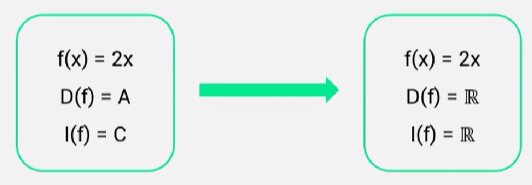 f(x) = 2x
D(f) = A
I(f) = C
f(x) = 2x
D(f) = ℝ
I(f) = ℝ